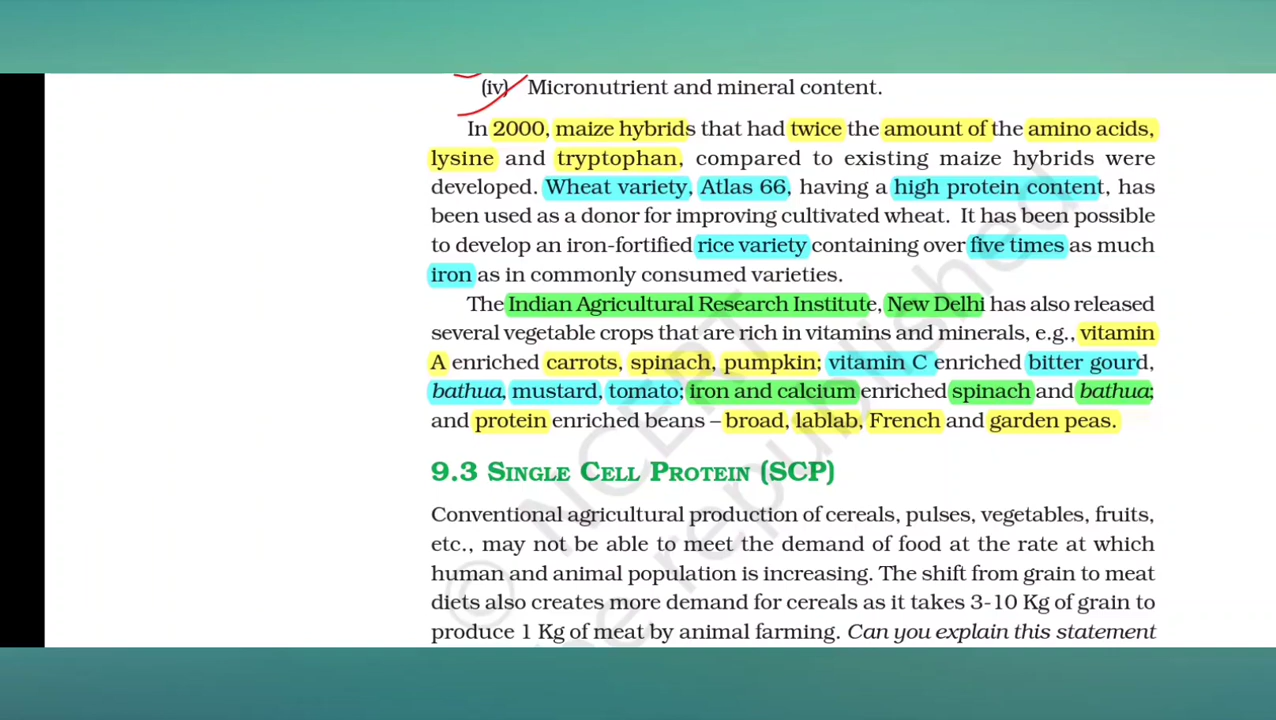 (iv) Micronutrient and mineral content.
In 2000, maize hybrids that had twice the amount of the amino acids,
lysine and tryptophan, compared to existing maize hybrids were
developed. Wheat variety, Atlas 66, having a high protein content, has
been used as a donor for improving cultivated wheat. It has been possible
to develop an iron-fortified rice variety containing over five times as much
iron as in commonly consumed varieties.
The Indian Agricultural Research Institute, New Delhi has also released
several vegetable crops that are rich in vitamins and minerals, e.g., vitamin
A enriched carrots, spinach, pumpkin; vitamin C enriched bitter gourd,
bathua, mustard, tomato; iron and calcium enriched spinach and bathua;
and protein enriched beans – broad, lablab, French and garden peas.
9.3 SINGLE CELL PROTEIN (SCP)
Conventional agricultural production of cereals, pulses, vegetables, fruits,
etc., may not be able to meet the demand of food at the rate at which
human and animal population is increasing. The shift from grain to meat
diets also creates more demand for cereals as it takes 3-10 Kg of grain to
produce 1 Kg of meat by animal farming. Can you explain this statement
© NCERT
be republished